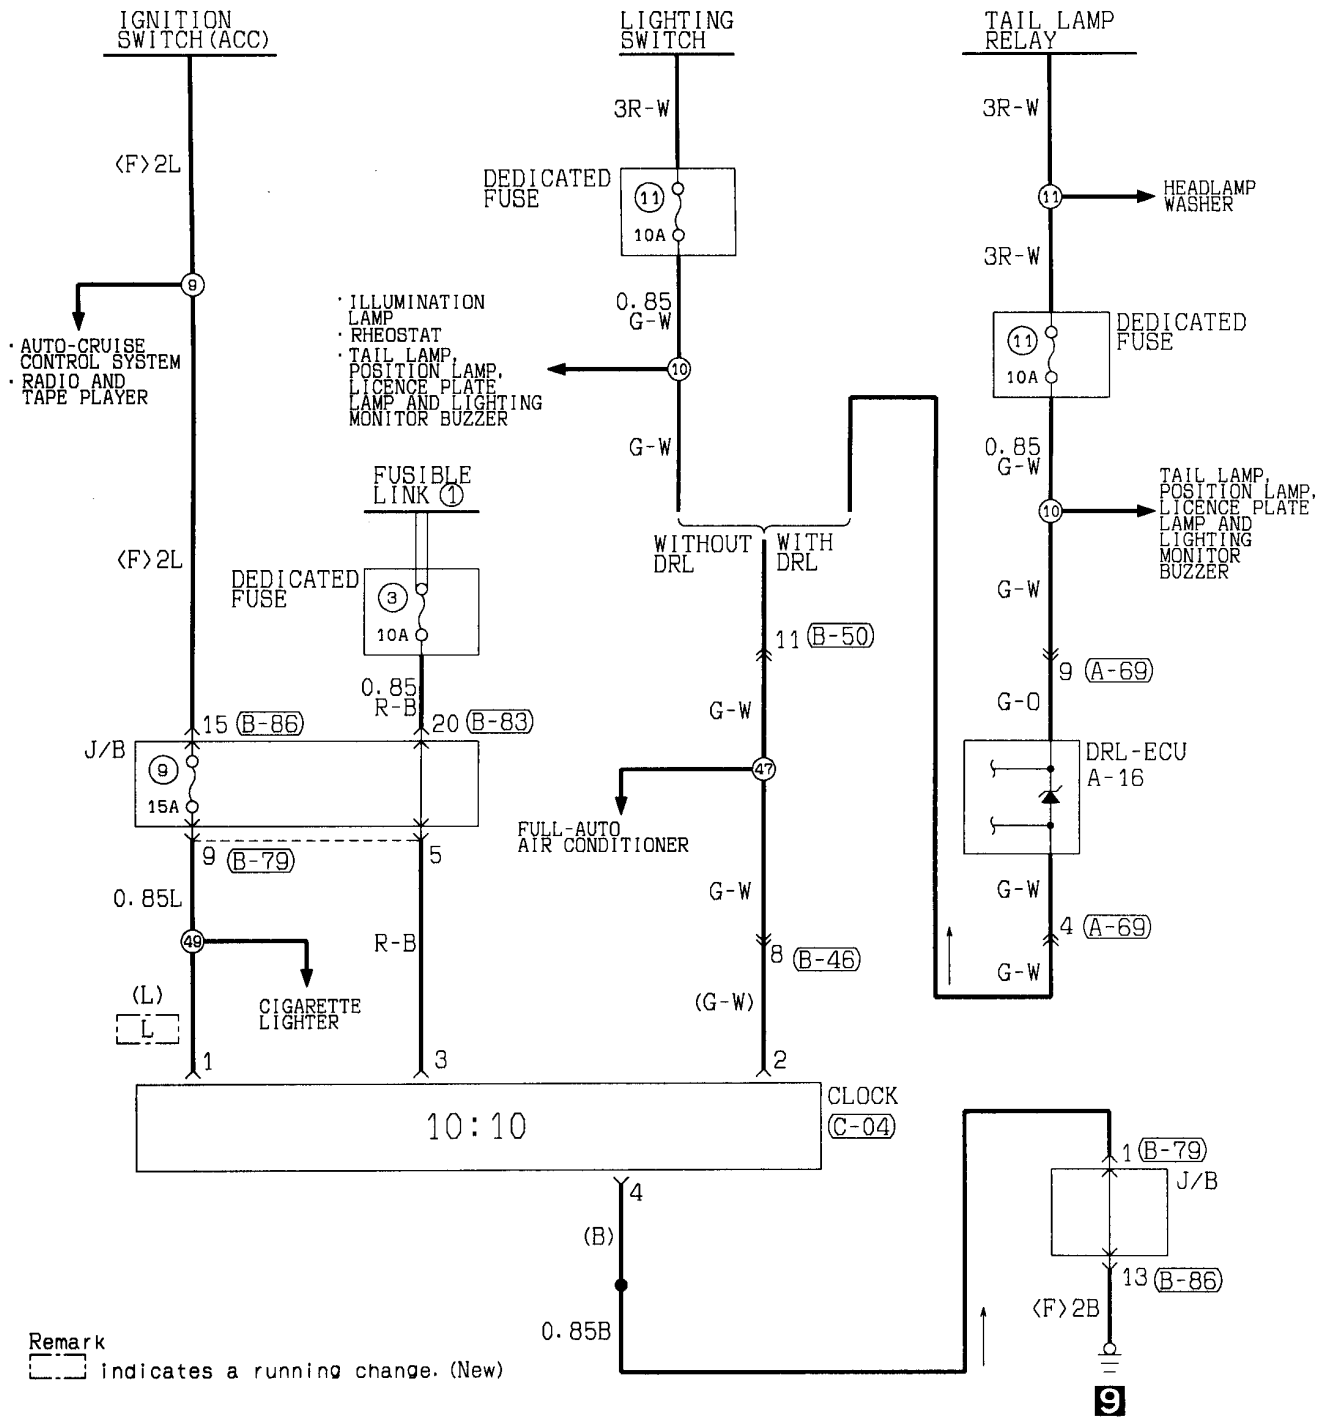 IGNITION
SWITCH(ACC)
LIGHTING
SWITCH
TAIL LAMP
RELAY
3R-W
3R-W
<F>2L
DEDICATED
FUSE
11
10A
11
HEADLAMP
WASHER
3R-W
9
· ILLUMINATION
LAMP
· RHEOSTAT
· TAIL LAMP,
POSITION LAMP,
LICENCE PLATE
LAMP AND LIGHTING
MONITOR BUZZER
0.85
G-W
DEDICATED
FUSE
11
10A
· AUTO-CRUISE
CONTROL SYSTEM
· RADIO AND
TAPE PLAYER
10
G-W
0.85
G-W
FUSIBLE
LINK 1
10
TAIL LAMP,
POSITION LAMP,
LICENCE PLATE
LAMP AND
LIGHTING
MONITOR
BUZZER
<F>2L
WITHOUT
DRL
WITH
DRL
DEDICATED
FUSE
3
10A
G-W
11 B-50
9 A-69
0.85
R-B
G-W
G-O
15 B-86
20 B-83
J/B
9
15A
47
DRL-ECU
A-16
FULL-AUTO
AIR CONDITIONER
9 B-79
5
0.85L
G-W
G-W
49
R-B
4 A-69
8 B-46
G-W
(L)
L
CIGARETTE
LIGHTER
(G-W)
1
3
2
10:10
CLOCK
C-04
1 B-79
J/B
4
(B)
13 B-86
<F>2B
0.85B
Remark
indicates a running change. (New)
9